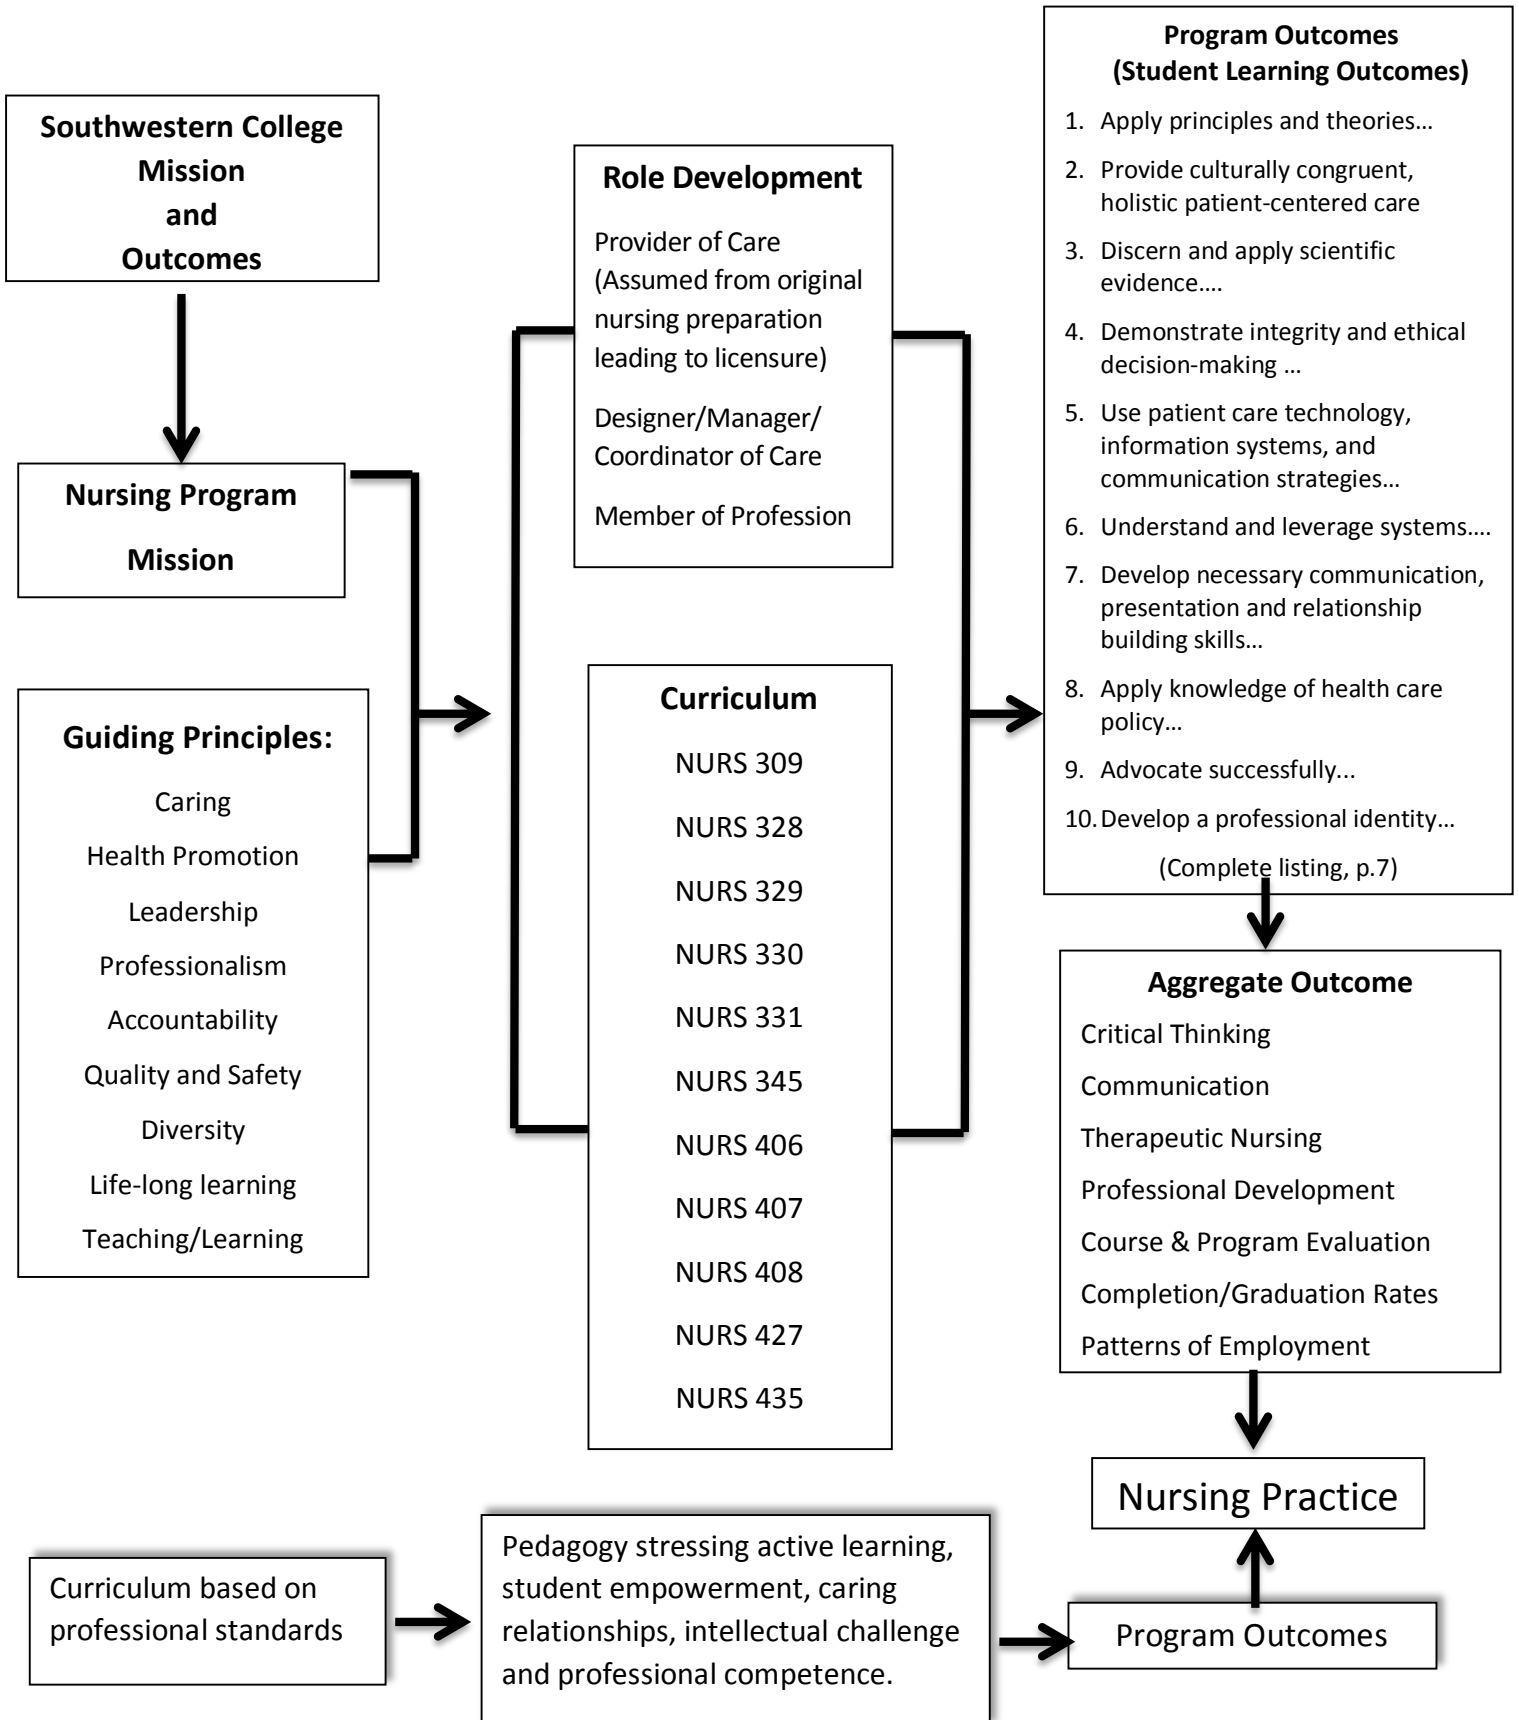 Southwestern College
Mission
and
Outcomes
Nursing Program
Mission
Guiding Principles:
Caring
Health Promotion
Leadership
Professionalism
Accountability
Quality and Safety
Diversity
Life-long learning
Teaching/Learning
Role Development
Provider of Care
(Assumed from original
nursing preparation
leading to licensure)
Designer/Manager/
Coordinator of Care
Member of Profession
Curriculum
NURS 309
NURS 328
NURS 329
NURS 330
NURS 331
NURS 345
NURS 406
NURS 407
NURS 408
NURS 427
NURS 435
Program Outcomes
(Student Learning Outcomes)
1. Apply principles and theories…
2. Provide culturally congruent,
holistic patient-centered care
3. Discern and apply scientific
evidence….
4. Demonstrate integrity and ethical
decision-making …
5. Use patient care technology,
information systems, and
communication strategies…
6. Understand and leverage systems….
7. Develop necessary communication,
presentation and relationship
building skills…
8. Apply knowledge of health care
policy…
9. Advocate successfully...
10. Develop a professional identity…
(Complete listing, p.7)
Aggregate Outcome
Critical Thinking
Communication
Therapeutic Nursing
Professional Development
Course & Program Evaluation
Completion/Graduation Rates
Patterns of Employment
Nursing Practice
Curriculum based on
professional standards
Pedagogy stressing active learning,
student empowerment, caring
relationships, intellectual challenge
and professional competence.
Program Outcomes